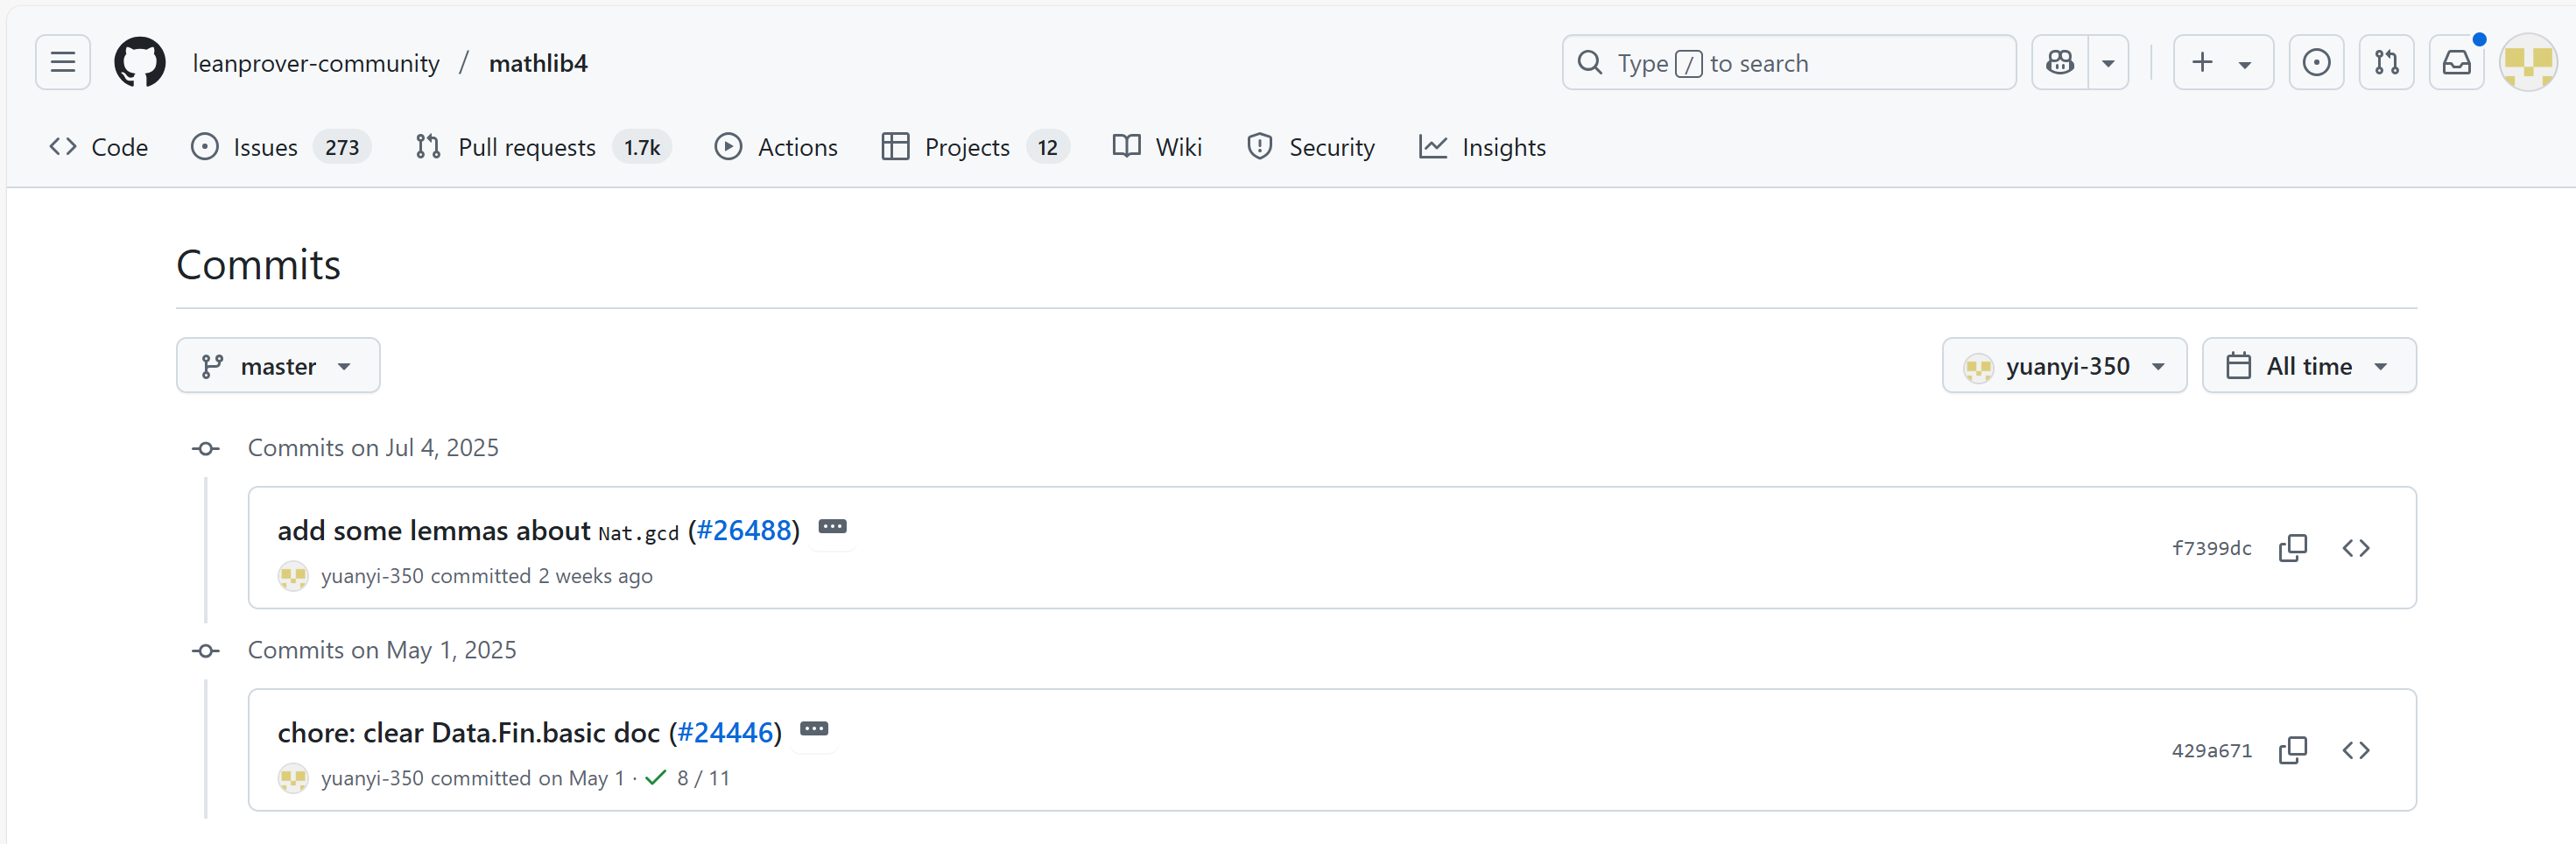 leanprover-community / mathlib4
Type / to search
Code
Issues 273
Pull requests 1.7k
Actions
Projects 12
Wiki
Security
Insights
Commits
master
yuanyi-350
All time
Commits on Jul 4, 2025
add some lemmas about Nat.gcd (#26488)
f7399dc
yuanyi-350 committed 2 weeks ago
Commits on May 1, 2025
chore: clear Data.Fin.basic doc (#24446)
429a671
yuanyi-350 committed on May 1 · 8 / 11